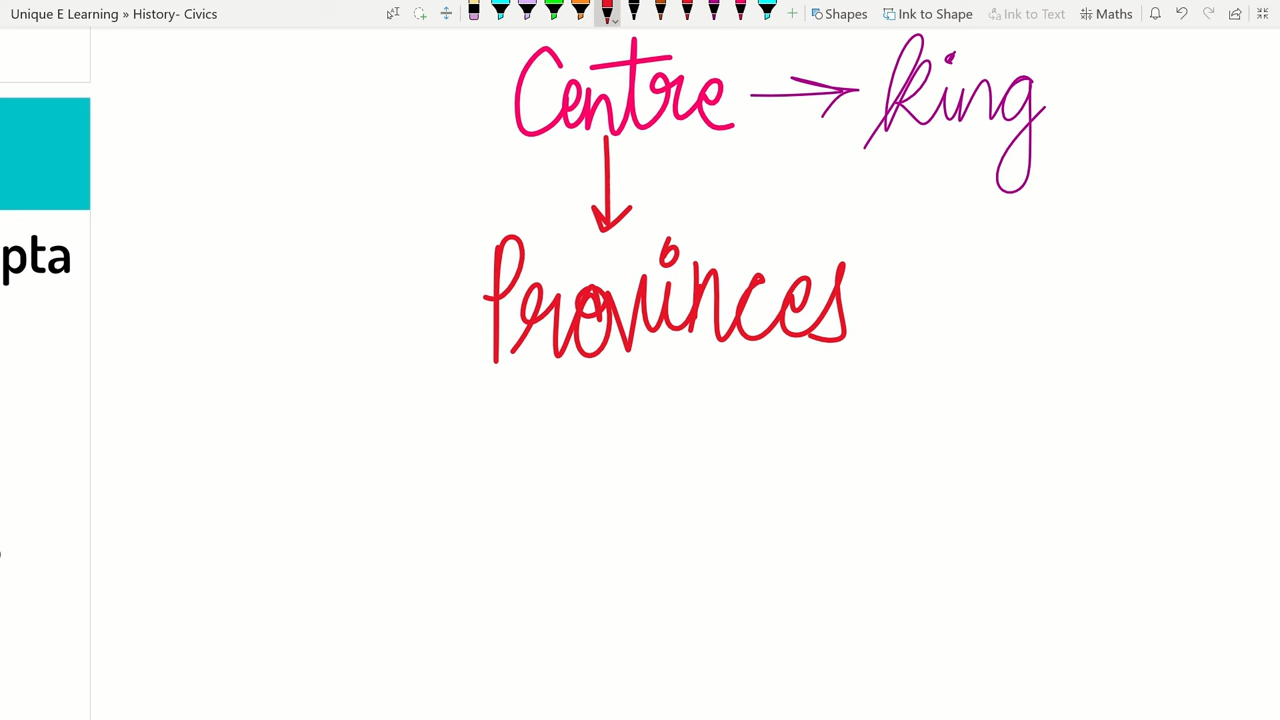 Unique E Learning » History- Civics
Shapes
Ink to Shape
Ink to Text
Maths
Centre → King
pta
Provinces